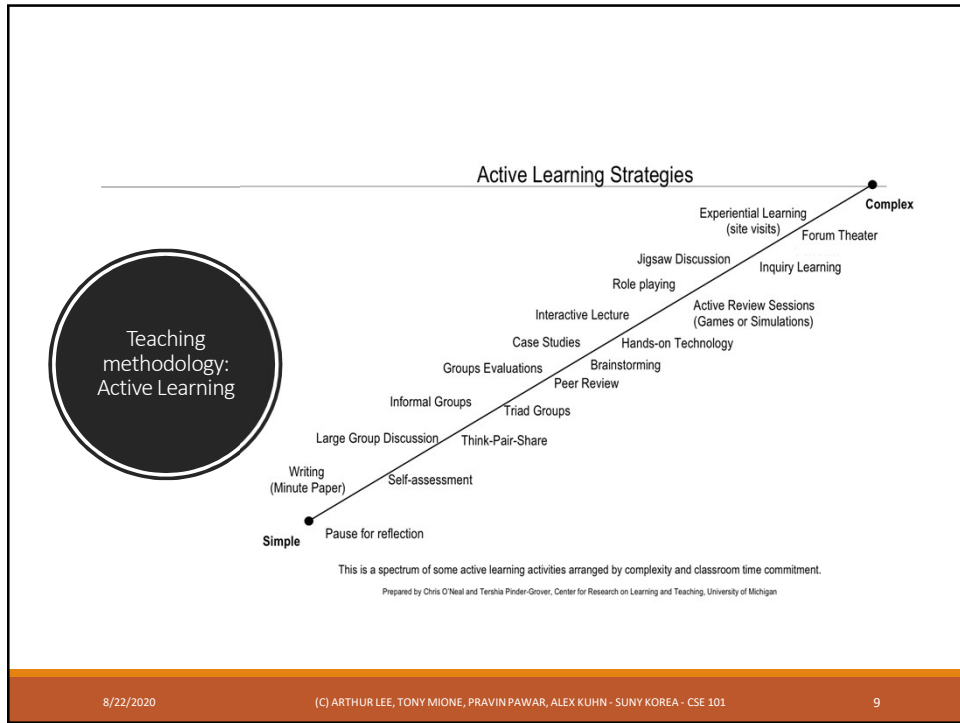 Active Learning Strategies
Complex
Experiential Learning
(site visits)
Forum Theater
Jigsaw Discussion
Inquiry Learning
Role playing
Active Review Sessions
(Games or Simulations)
Interactive Lecture
Case Studies
Hands-on Technology
Groups Evaluations
Brainstorming
Peer Review
Informal Groups
Triad Groups
Large Group Discussion
Think-Pair-Share
Writing
(Minute Paper)
Self-assessment
Simple
Pause for reflection
Teaching
methodology:
Active Learning
This is a spectrum of some active learning activities arranged by complexity and classroom time commitment.
Prepared by Chris O'Neal and Tershia Pinder-Grover, Center for Research on Learning and Teaching, University of Michigan
8/22/2020
(C) ARTHUR LEE, TONY MIONE, PRAVIN PAWAR, ALEX KUHN - SUNY KOREA - CSE 101
9